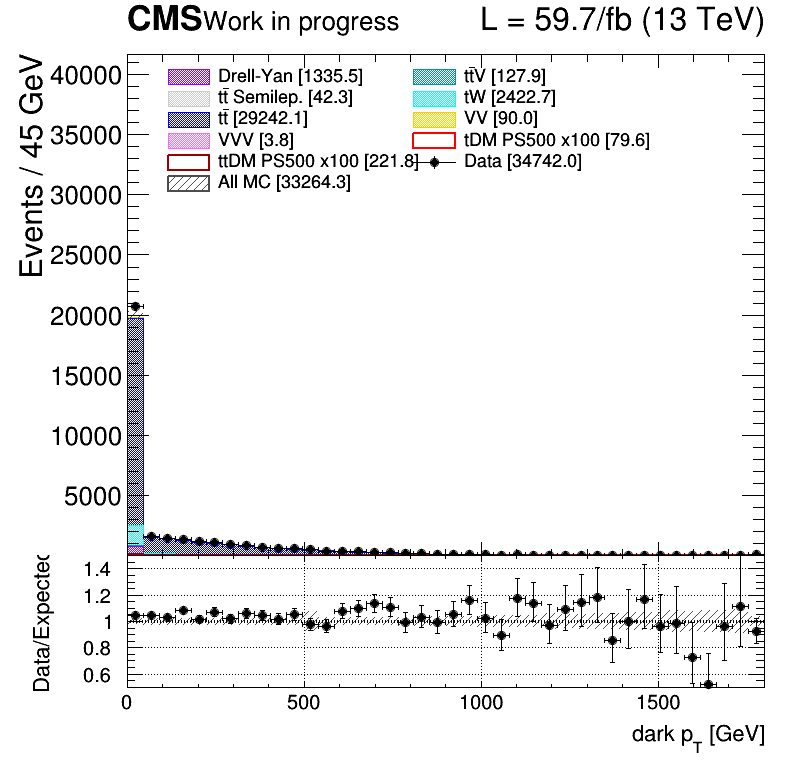 CMS Work in progress L = 59.7/fb (13 TeV)
Events / 45 GeV
40000
35000
30000
25000
20000
15000
10000
5000
Drell-Yan [1335.5]
tt̄V [127.9]
tt̄ Semilep. [42.3]
tW [2422.7]
tt̄ [29242.1]
VV [90.0]
VVV [3.8]
tDM PS500 x100 [79.6]
ttDM PS500 x100 [221.8]
Data [34742.0]
All MC [33264.3]
Data/Expected
1.4
1.2
1
0.8
0.6
0 500 1000 1500
dark p_T [GeV]